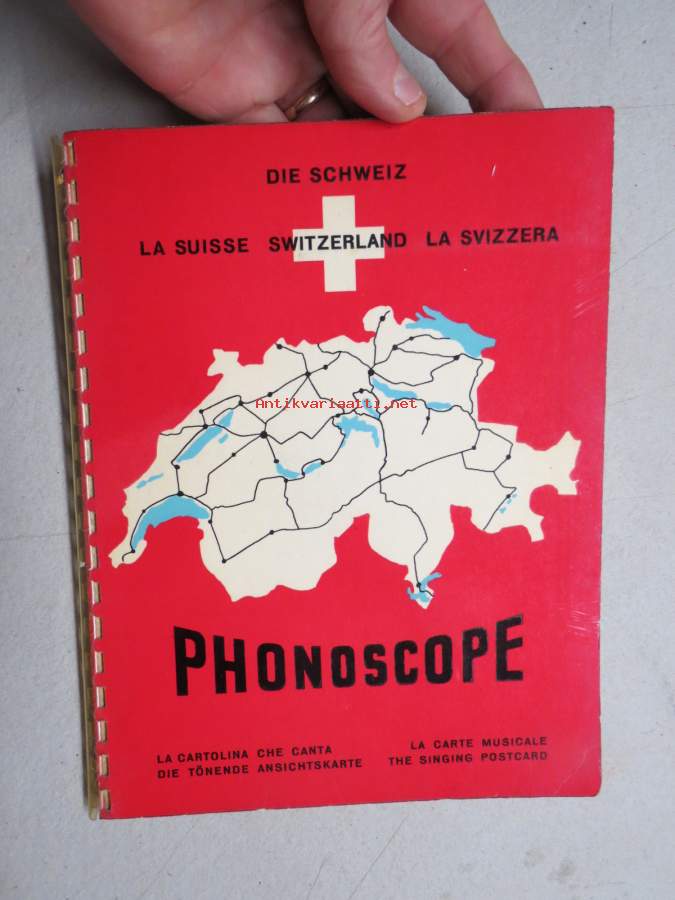 DIE SCHWEIZ
LA SUISSE SWITZERLAND LA SVIZZERA
Antikvariaatti.net
PHONOSCOPE
LA CARTOLINA CHE CANTA
DIE TÖNENDE ANSICHTSKARTE
LA CARTE MUSICALE
THE SINGING POSTCARD